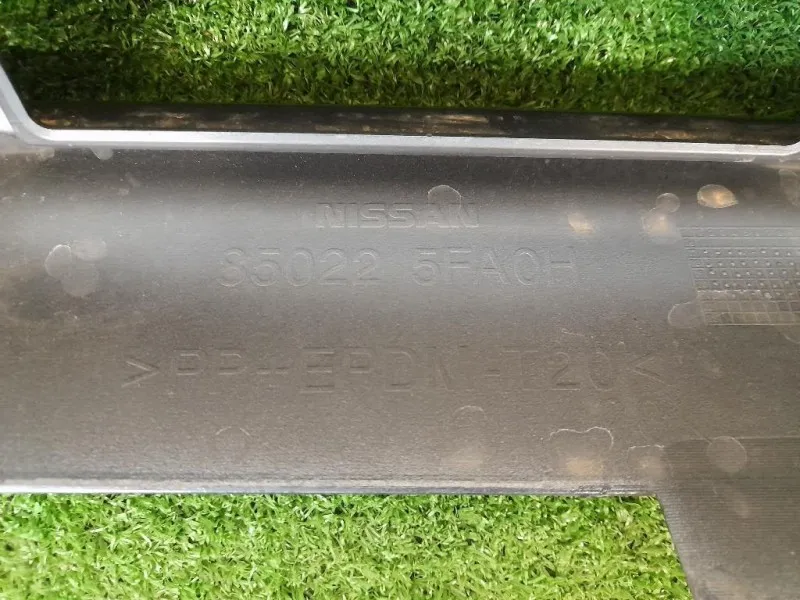 NISSAN
85022 5FA0H
>PP+EPDM-T20<